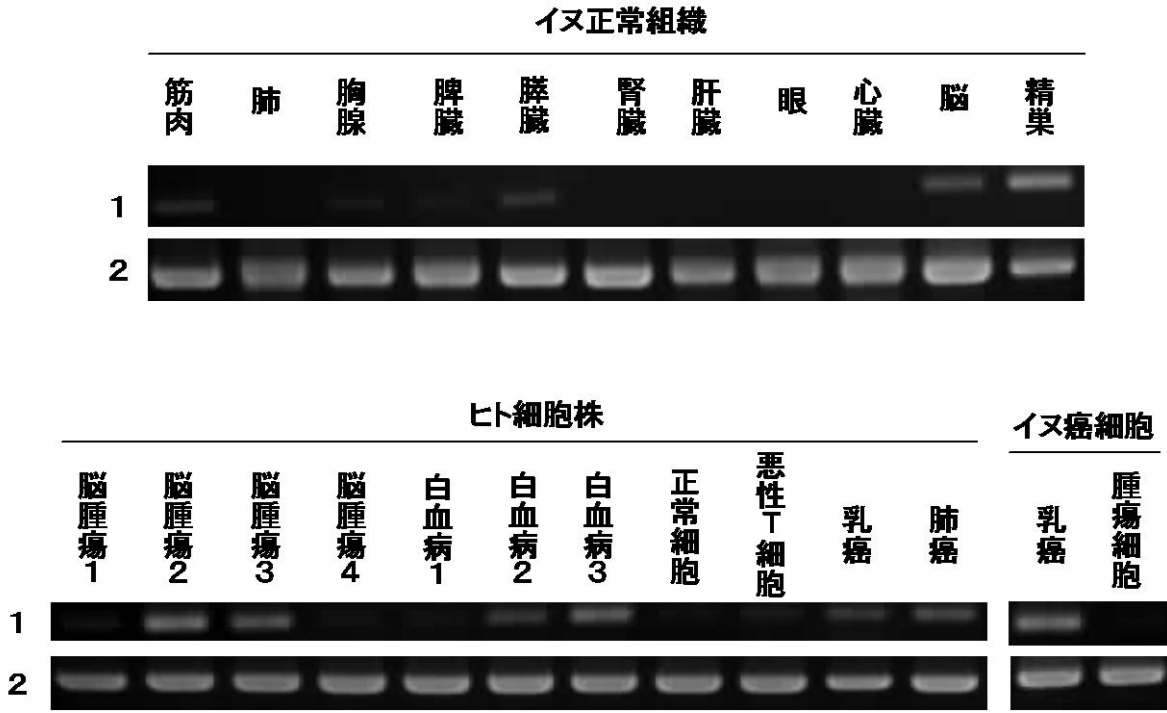 イヌ正常組織
筋肉 肺 胸腺 脾臓 膵臓 腎臓 肝臓 眼 心臓 脳 精巣
1
2
ヒト細胞株
脳腫瘍1 脳腫瘍2 脳腫瘍3 脳腫瘍4 白血病1 白血病2 白血病3 正常細胞 悪性T細胞 乳癌 肺癌
イヌ癌細胞
乳癌 腫瘍細胞
1
2